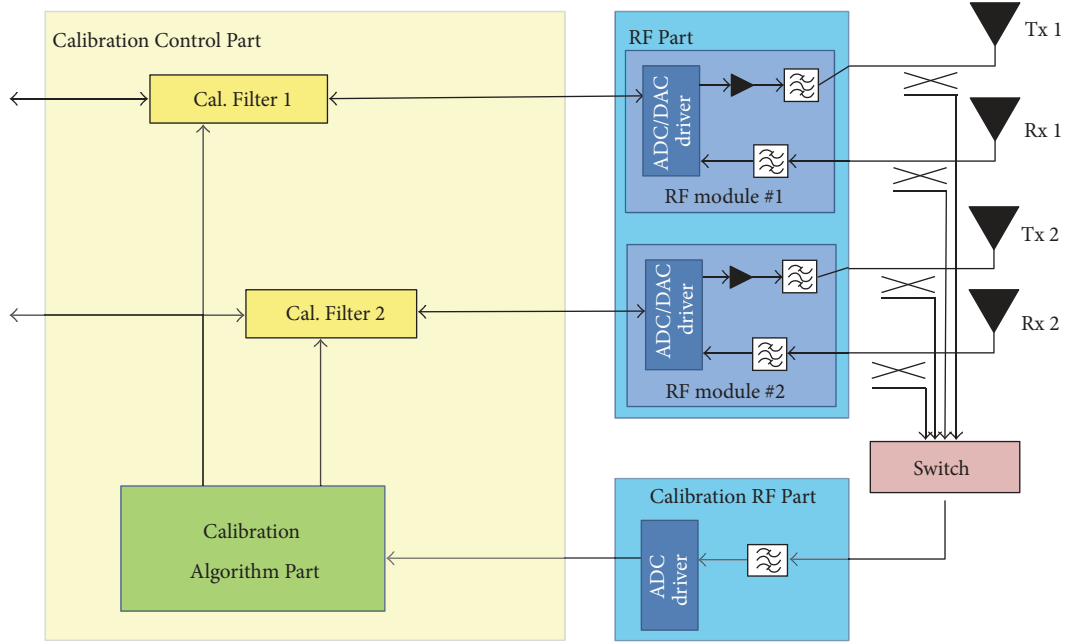 Calibration Control Part
Cal. Filter 1
Cal. Filter 2
Calibration
Algorithm Part
RF Part
ADC/DAC
driver
RF module #1
ADC/DAC
driver
RF module #2
Calibration RF Part
ADC
driver
Tx 1
Rx 1
Tx 2
Rx 2
Switch